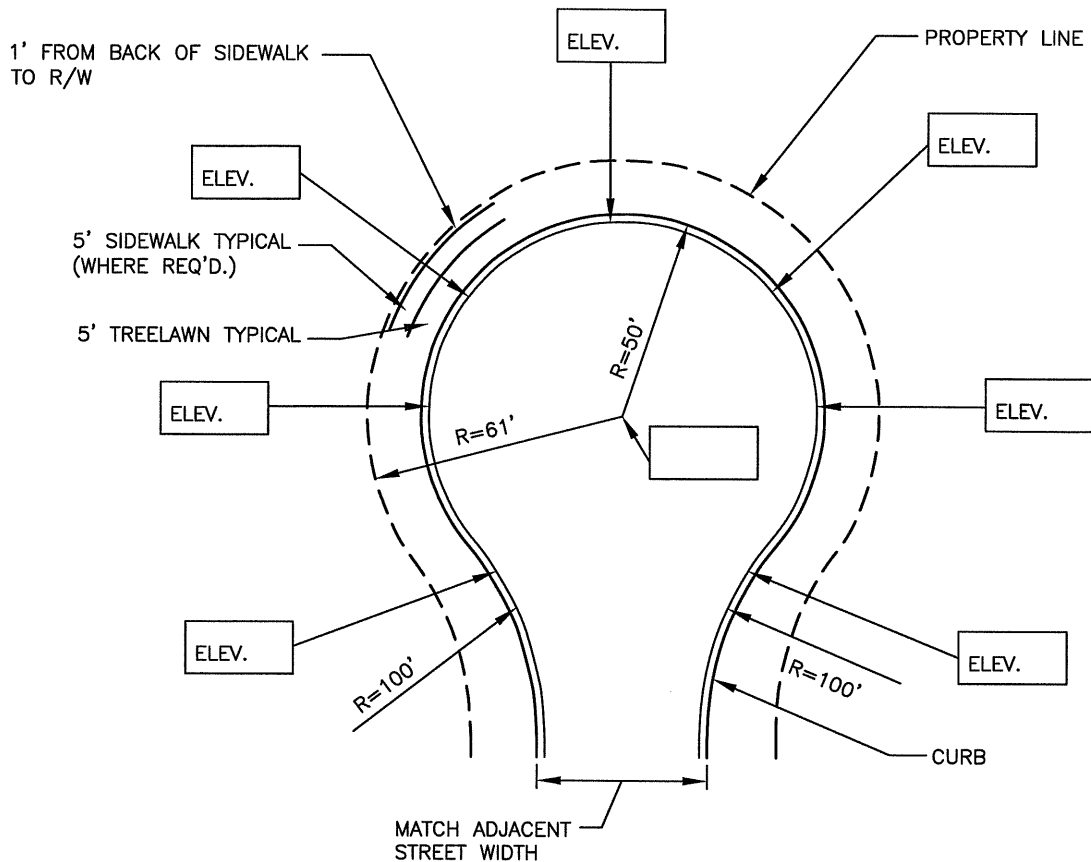 1' FROM BACK OF SIDEWALK
TO R/W
ELEV.
PROPERTY LINE
ELEV.
ELEV.
5' SIDEWALK TYPICAL
(WHERE REQ'D.)
5' TREELAWN TYPICAL
R=50'
ELEV.
ELEV.
R=61'
ELEV.
ELEV.
R=100'
R=100'
CURB
MATCH ADJACENT
STREET WIDTH